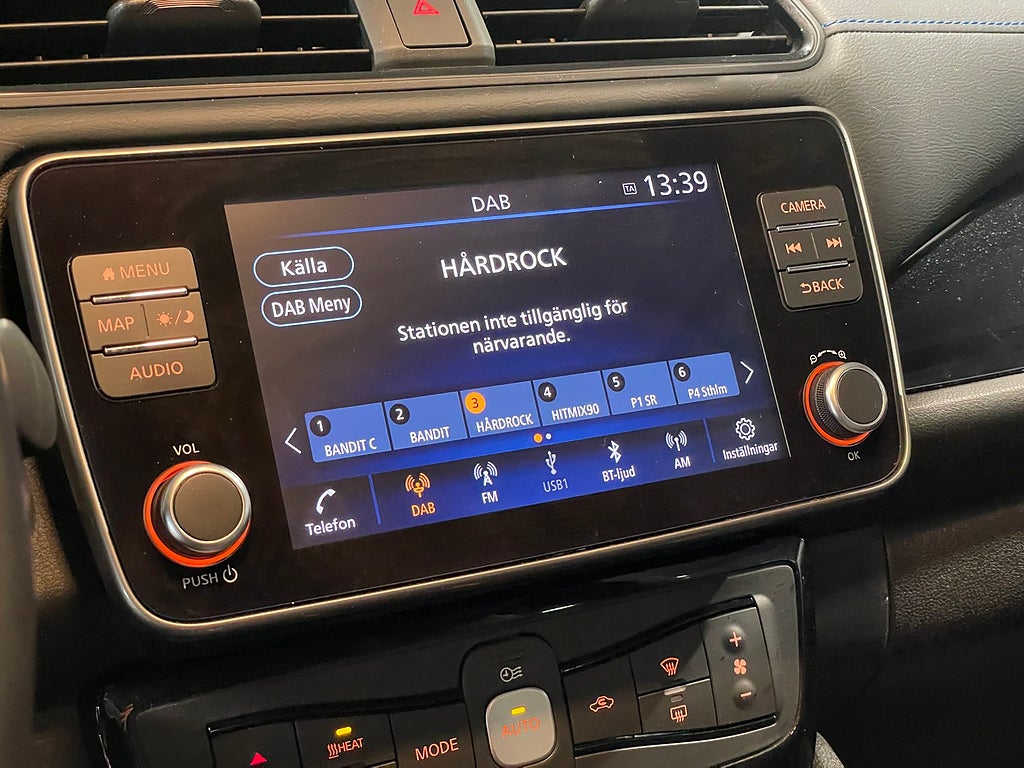 DAB
TA 13:39
Källa
DAB Meny
HÅRDROCK
Stationen inte tillgänglig för
närvarande.
1 BANDIT C
2 BANDIT
3 HÅRDROCK
4 HITMIX90
5 P1 SR
6 P4 Sthlm
Telefon
DAB
FM
USB1
BT-ljud
AM
Inställningar
MENU
MAP
AUDIO
VOL
PUSH
CAMERA
BACK
OK
HEAT
MODE
AUTO